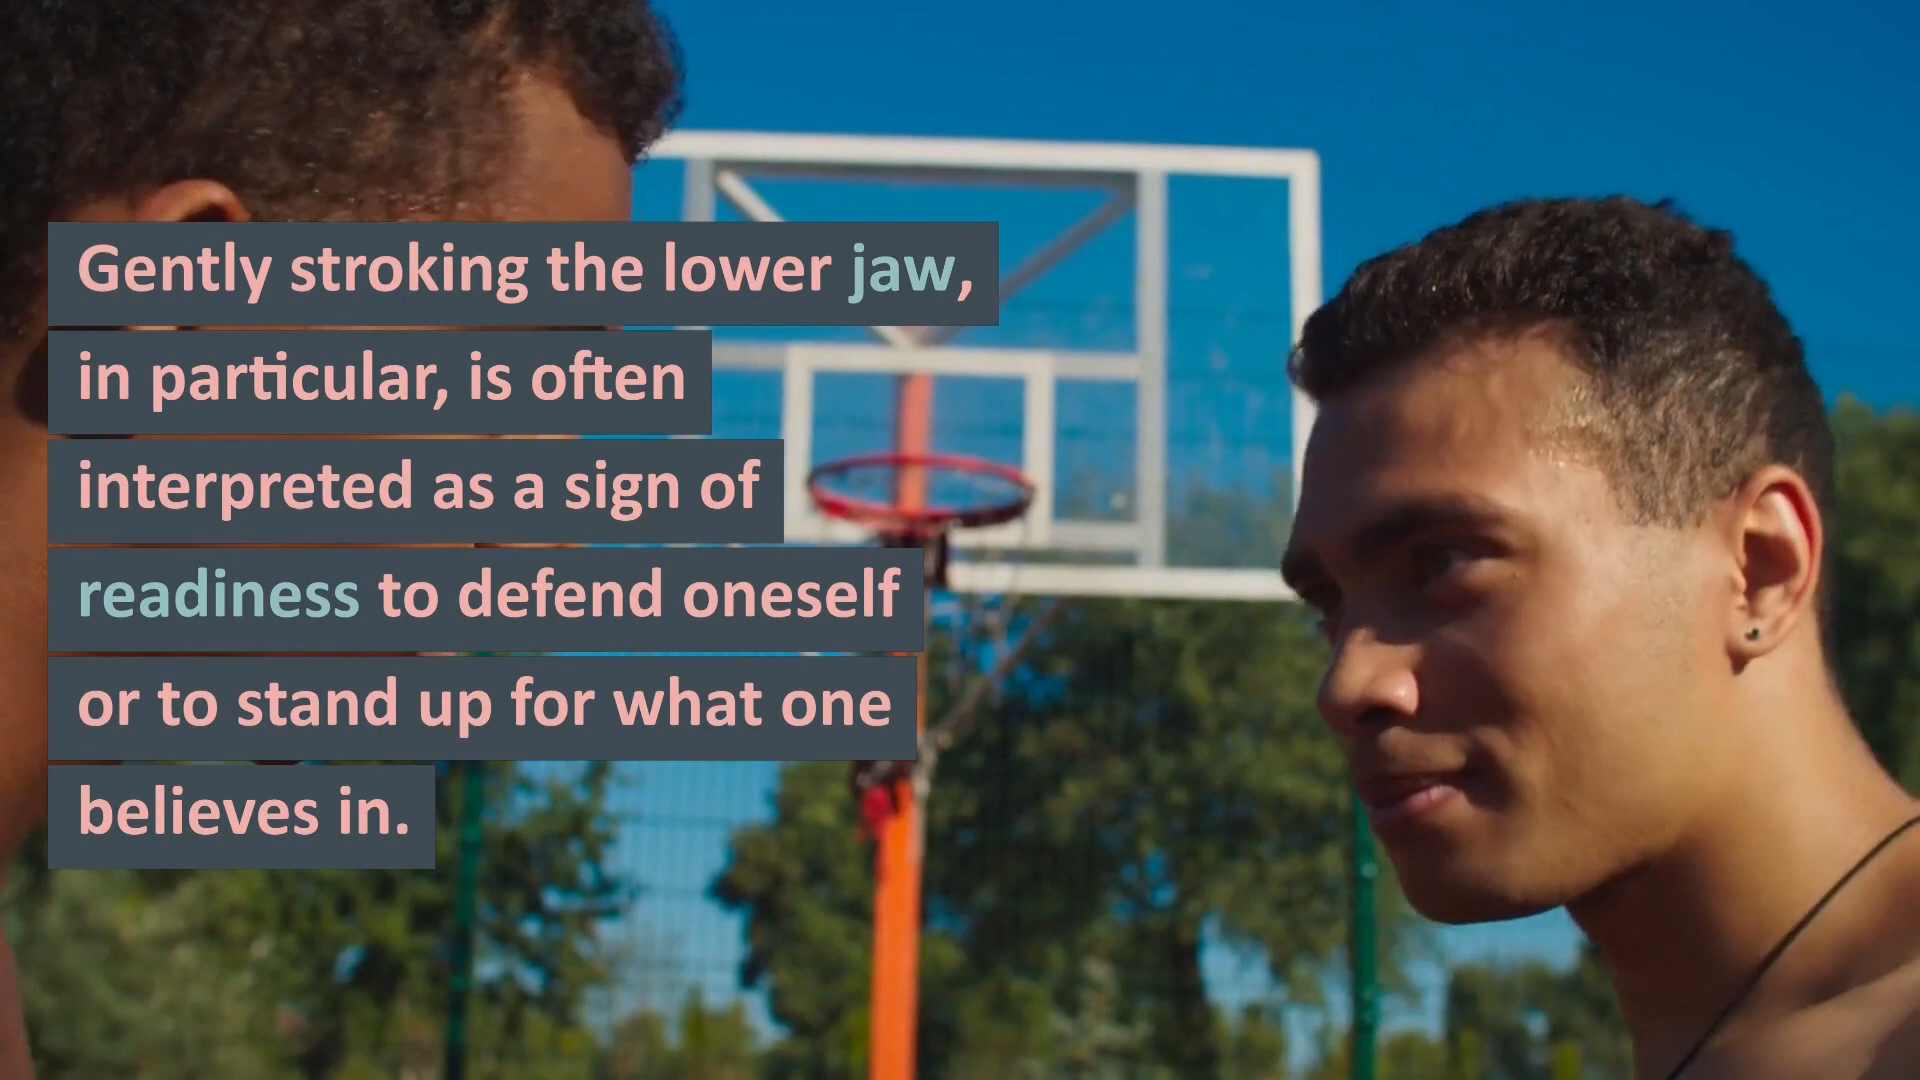 Gently stroking the lower jaw,
in particular, is often
interpreted as a sign of
readiness to defend oneself
or to stand up for what one
believes in.